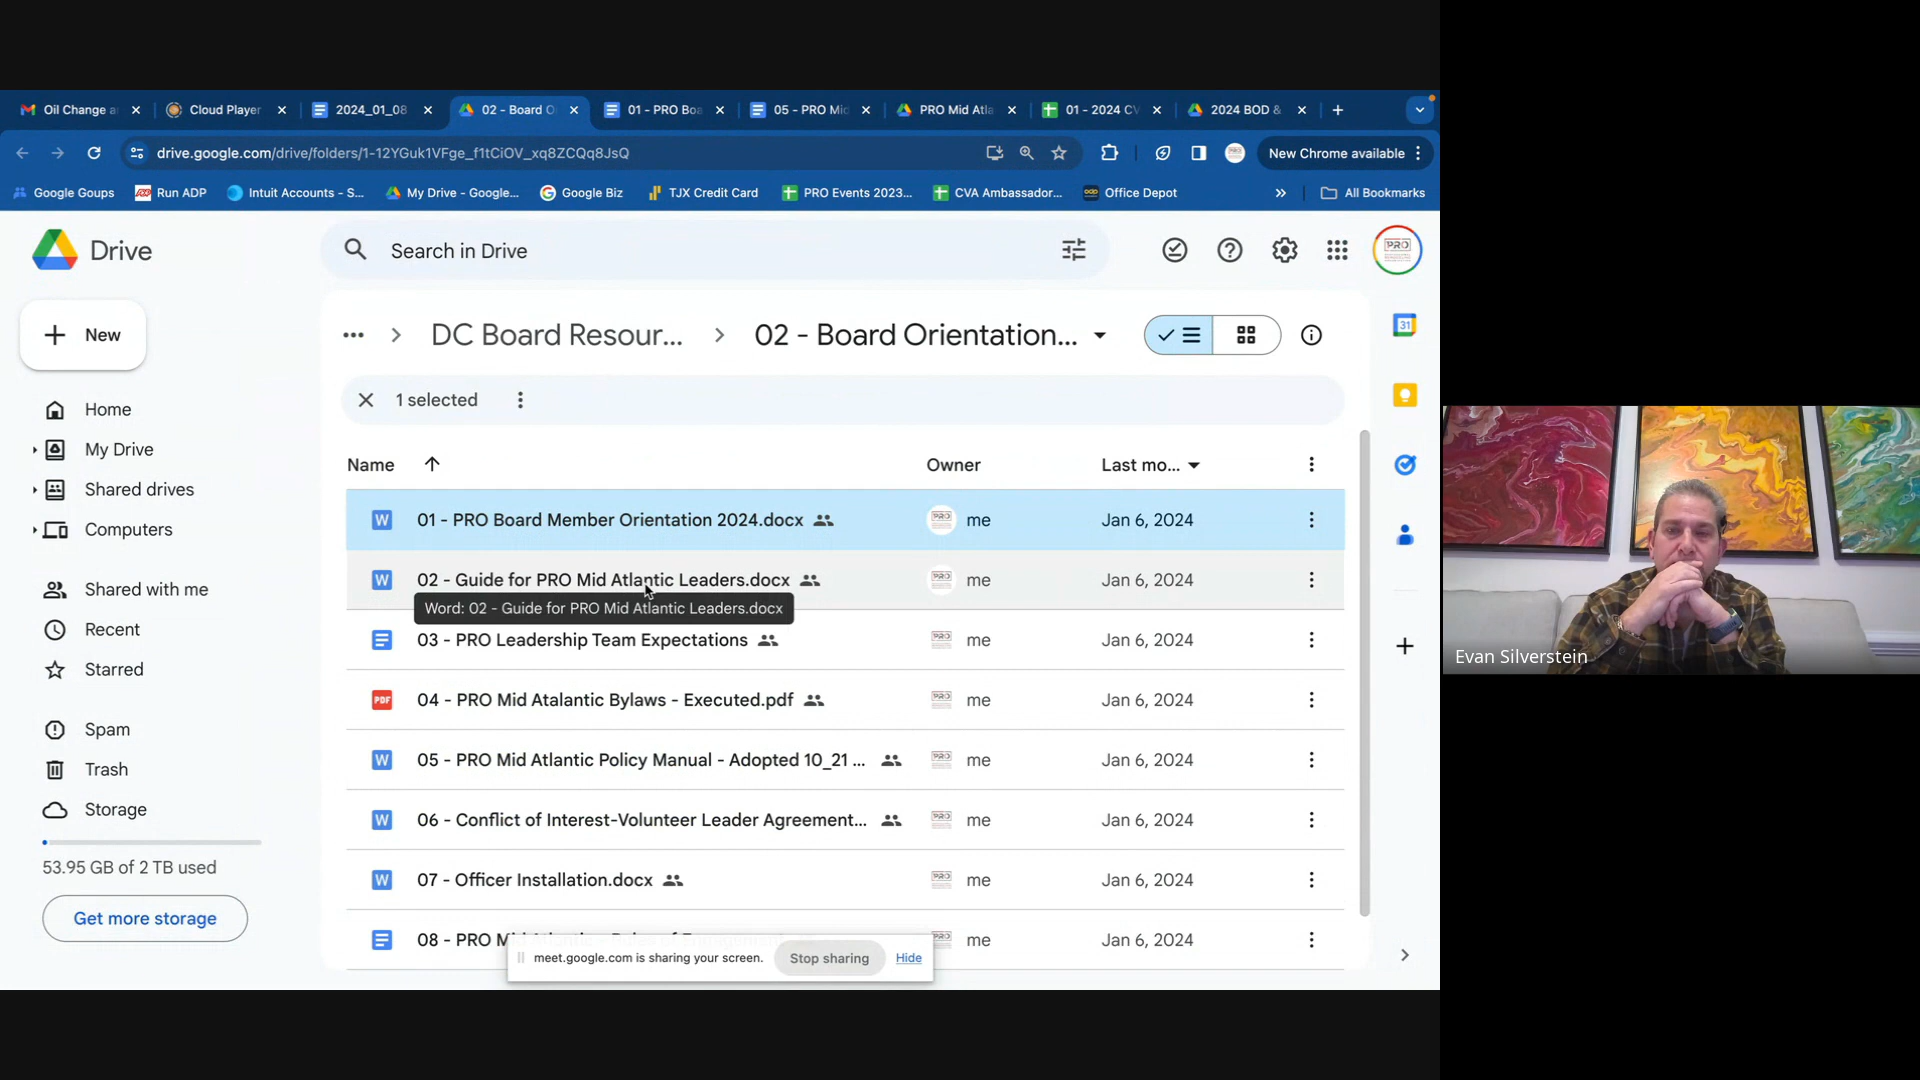 Oil Change a
Cloud Player
2024_01_08
02 - Board O
01 - PRO Boa
05 - PRO Mid
PRO Mid Atla
01 - 2024 CV
2024 BOD &
drive.google.com/drive/folders/1-12YGuk1VFge_f1tCiOV_xq8ZCQq8JsQ
New Chrome available
Google Goups
Run ADP
Intuit Accounts - S...
My Drive - Google...
Google Biz
TJX Credit Card
PRO Events 2023...
CVA Ambassador...
Office Depot
»
All Bookmarks
Drive
Search in Drive
PRO
New
DC Board Resour...
02 - Board Orientation...
1 selected
Home
My Drive
Shared drives
Computers
Shared with me
Recent
Starred
Spam
Trash
Storage
53.95 GB of 2 TB used
Get more storage
Name
Owner
Last mo...
01 - PRO Board Member Orientation 2024.docx
me
Jan 6, 2024
02 - Guide for PRO Mid Atlantic Leaders.docx
me
Jan 6, 2024
Word: 02 - Guide for PRO Mid Atlantic Leaders.docx
03 - PRO Leadership Team Expectations
me
Jan 6, 2024
04 - PRO Mid Atalantic Bylaws - Executed.pdf
me
Jan 6, 2024
05 - PRO Mid Atlantic Policy Manual - Adopted 10_21 ...
me
Jan 6, 2024
06 - Conflict of Interest-Volunteer Leader Agreement...
me
Jan 6, 2024
07 - Officer Installation.docx
me
Jan 6, 2024
08 - PRO
me
Jan 6, 2024
meet.google.com is sharing your screen.
Stop sharing
Hide
31
Evan Silverstein